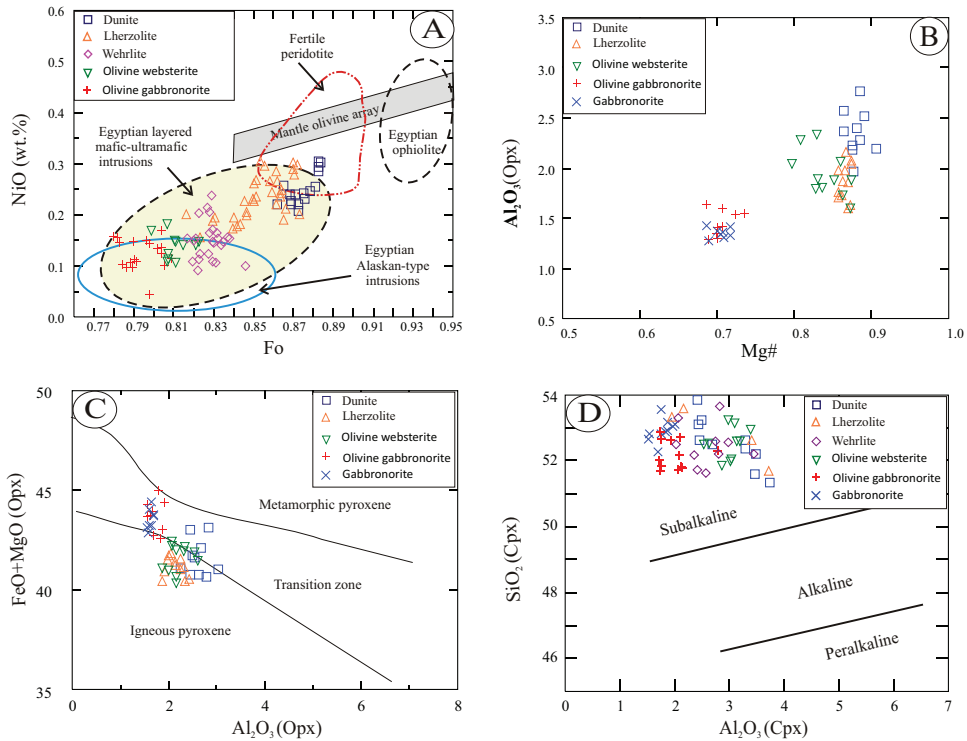 A
NiO (wt.%)
0.6
0.5
0.4
0.3
0.2
0.1
0.0
Dunite
Lherzolite
Wehrlite
Olivine websterite
Olivine gabbronorite
Fertile
peridotite
Mantle olivine array
Egyptian
ophiolite
Egyptian layered
mafic-ultramafic
intrusions
Egyptian
Alaskan-type
intrusions
0.77 0.79 0.81 0.83 0.85 0.87 0.89 0.91 0.93 0.95
Fo
B
Al₂O₃(Opx)
3.5
3.0
2.5
2.0
1.5
1.0
0.5
Dunite
Lherzolite
Olivine websterite
Olivine gabbronorite
Gabbronorite
0.5 0.6 0.7 0.8 0.9 1.0
Mg#
C
FeO+MgO (Opx)
50
45
40
35
Dunite
Lherzolite
Olivine websterite
Olivine gabbronorite
Gabbronorite
Metamorphic pyroxene
Transition zone
Igneous pyroxene
0 2 4 6 8
Al₂O₃ (Opx)
D
SiO₂ (Cpx)
54
52
50
48
46
Dunite
Lherzolite
Wehrlite
Olivine websterite
Olivine gabbronorite
Gabbronorite
Subalkaline
Alkaline
Peralkaline
0 1 2 3 4 5 6 7
Al₂O₃ (Cpx)